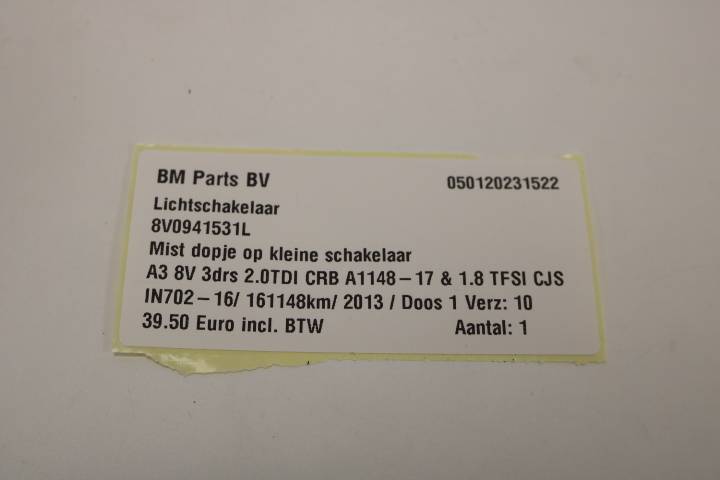 BM Parts BV 050120231522
Lichtschakelaar
8V0941531L
Mist dopje op kleine schakelaar
A3 8V 3drs 2.0TDI CRB A1148-17 & 1.8 TFSI CJS
IN702-16/ 161148km/ 2013 / Doos 1 Verz: 10
39.50 Euro incl. BTW Aantal: 1